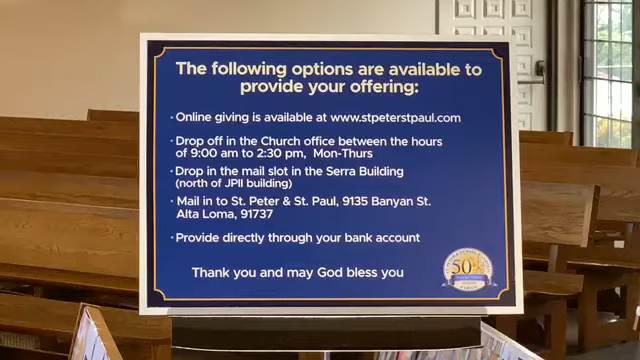 The following options are available to
provide your offering:
• Online giving is available at www.stpeterstpaul.com
• Drop off in the Church office between the hours
of 9:00 am to 2:30 pm, Mon-Thurs
• Drop in the mail slot in the Serra Building
(north of JPII building)
• Mail in to St. Peter & St. Paul, 9135 Banyan St.
Alta Loma, 91737
• Provide directly through your bank account
Thank you and may God bless you
50